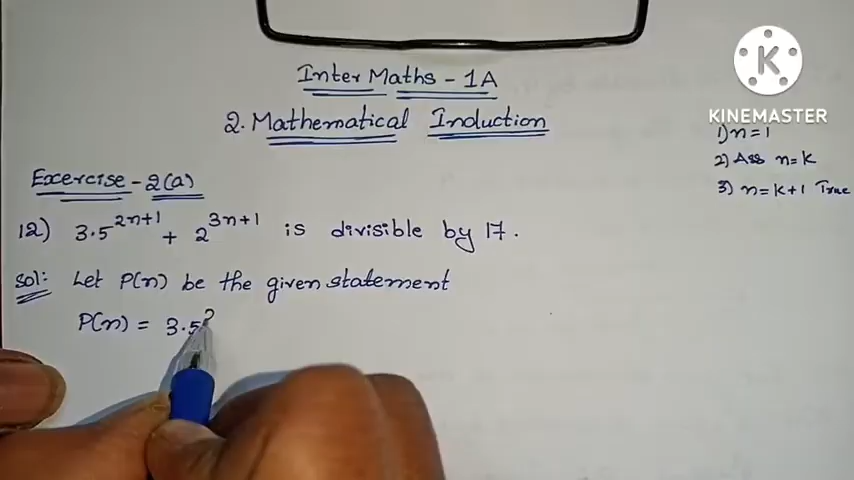 Inter Maths - 1A
2. Mathematical Induction
K
KINEMASTER
1) n=1
2) Ass n=k
3) n=k+1 True
Excercise - 2(a)
12) 3·5^{2n+1} + 2^{3n+1} is divisible by 17.
Sol: Let P(n) be the given statement
P(n) = 3·5^2